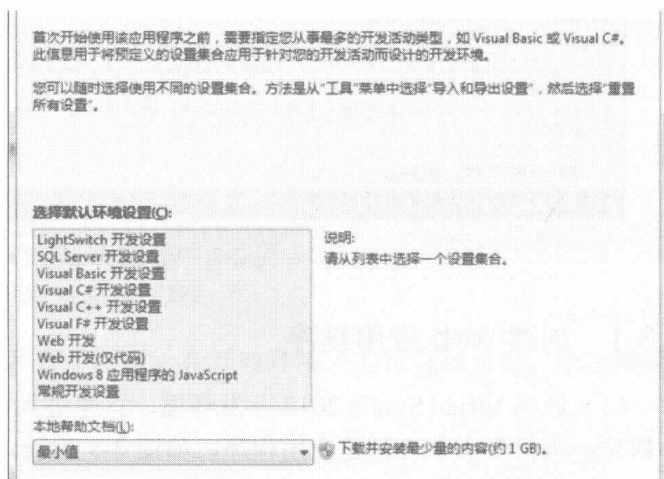 首次开始使用该应用程序之前，需要指定您从事最多的开发活动类型，如 Visual Basic 或 Visual C#。
此信息用于将预定义的设置集合应用于针对您的开发活动而设计的开发环境。
您可以随时选择使用不同的设置集合。方法是从“工具”菜单中选择“导入和导出设置”，然后选择“重置
所有设置”。
选择默认环境设置(C):
LightSwitch 开发设置
SQL Server 开发设置
Visual Basic 开发设置
Visual C# 开发设置
Visual C++ 开发设置
Visual F# 开发设置
Web 开发
Web 开发(仅代码)
Windows 8 应用程序的 JavaScript
常规开发设置
说明:
请从列表中选择一个设置集合。
本地帮助文档(L):
最小值
下载并安装最少量的内容(约 1 GB)。